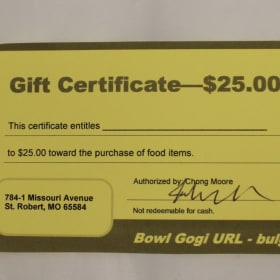 Gift Certificate—$25.00
This certificate entitles
to $25.00 toward the purchase of food items.
Authorized by: Chong Moore
784-1 Missouri Avenue
St. Robert, MO 65584
Not redeemable for cash.
Bowl Gogi URL - bul